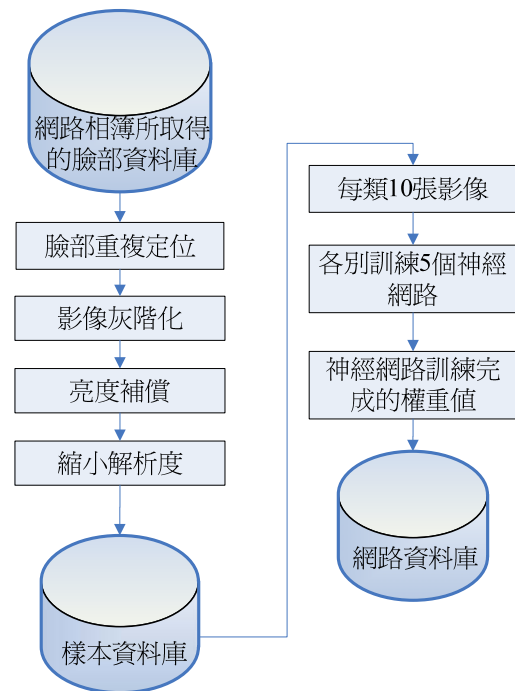 網路相簿所取得
的臉部資料庫
臉部重複定位
影像灰階化
亮度補償
縮小解析度
樣本資料庫
每類10張影像
各別訓練5個神經
網路
神經網路訓練完
成的權重值
網路資料庫